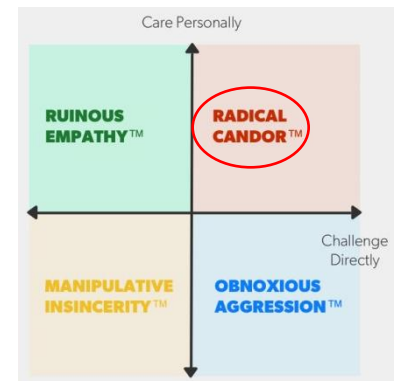 Care Personally
RUINOUS
EMPATHY™
RADICAL
CANDOR™
Challenge
Directly
MANIPULATIVE
INSINCERITY™
OBNOXIOUS
AGGRESSION™